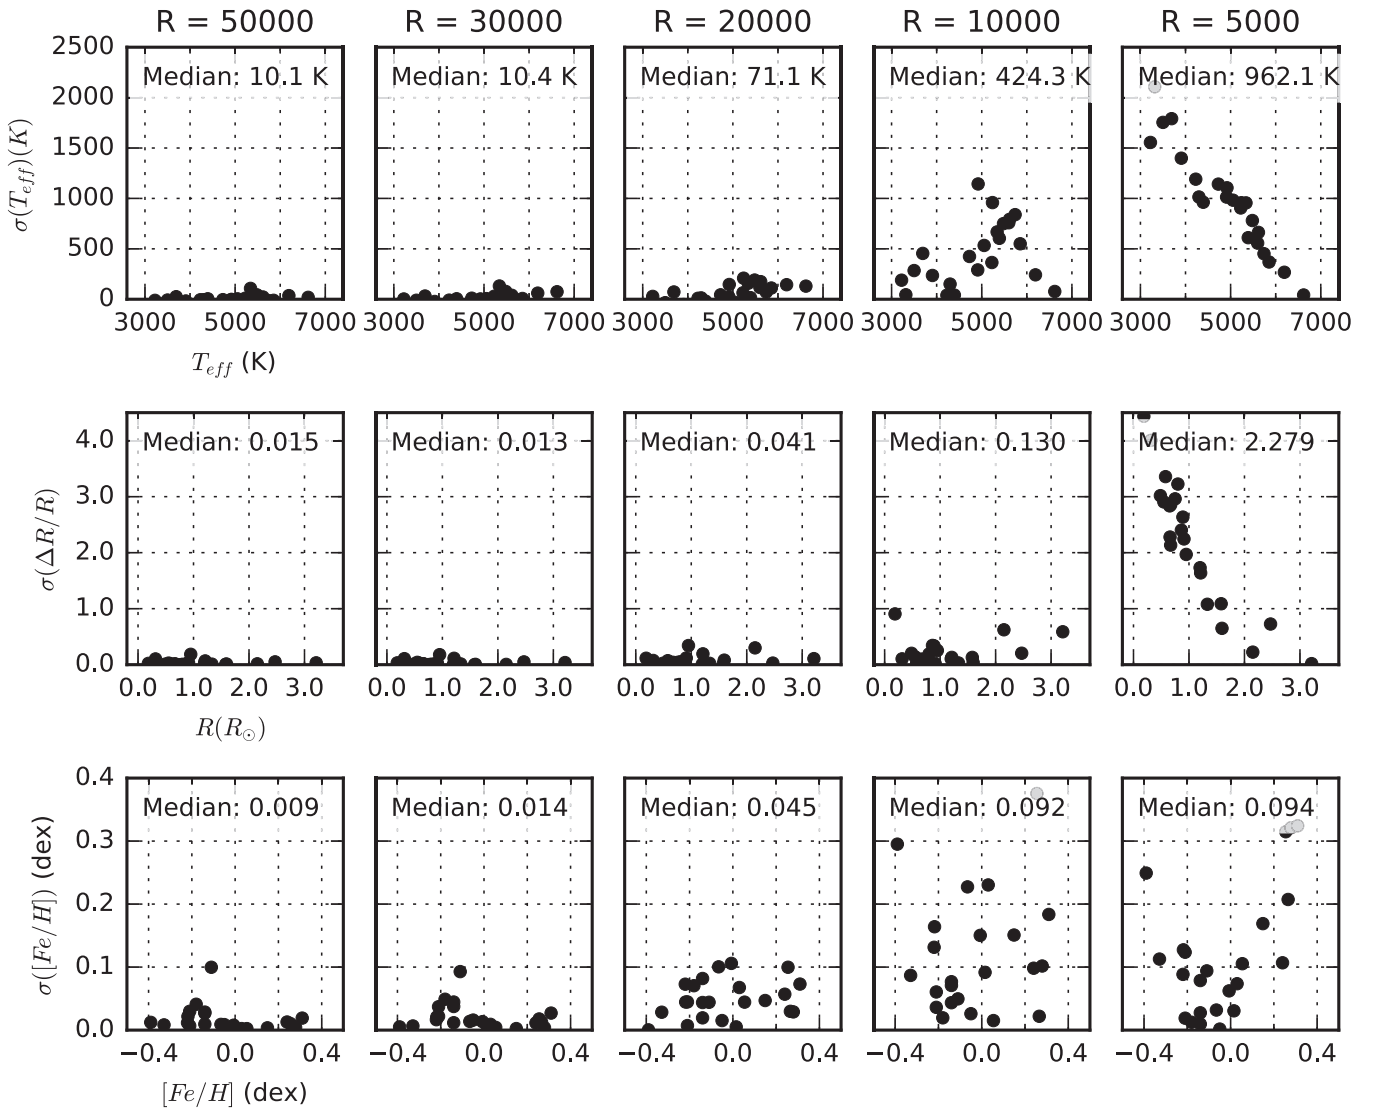 R = 50000 R = 30000 R = 20000 R = 10000 R = 5000
2500
Median: 10.1 K Median: 10.4 K Median: 71.1 K Median: 424.3 K Median: 962.1 K
2000
1500
σ(T_eff)(K)
1000
500
0
3000 5000 7000 3000 5000 7000 3000 5000 7000 3000 5000 7000 3000 5000 7000
T_eff (K)
4.0 Median: 0.015 Median: 0.013 Median: 0.041 Median: 0.130 Median: 2.279
3.0
σ(ΔR/R)
2.0
1.0
0.0
0.0 1.0 2.0 3.0 0.0 1.0 2.0 3.0 0.0 1.0 2.0 3.0 0.0 1.0 2.0 3.0 0.0 1.0 2.0 3.0
R(R☉)
0.4
Median: 0.009 Median: 0.014 Median: 0.045 Median: 0.092 Median: 0.094
0.3
σ([Fe/H]) (dex)
0.2
0.1
0.0
−0.4 0.0 0.4 −0.4 0.0 0.4 −0.4 0.0 0.4 −0.4 0.0 0.4 −0.4 0.0 0.4
[Fe/H] (dex)